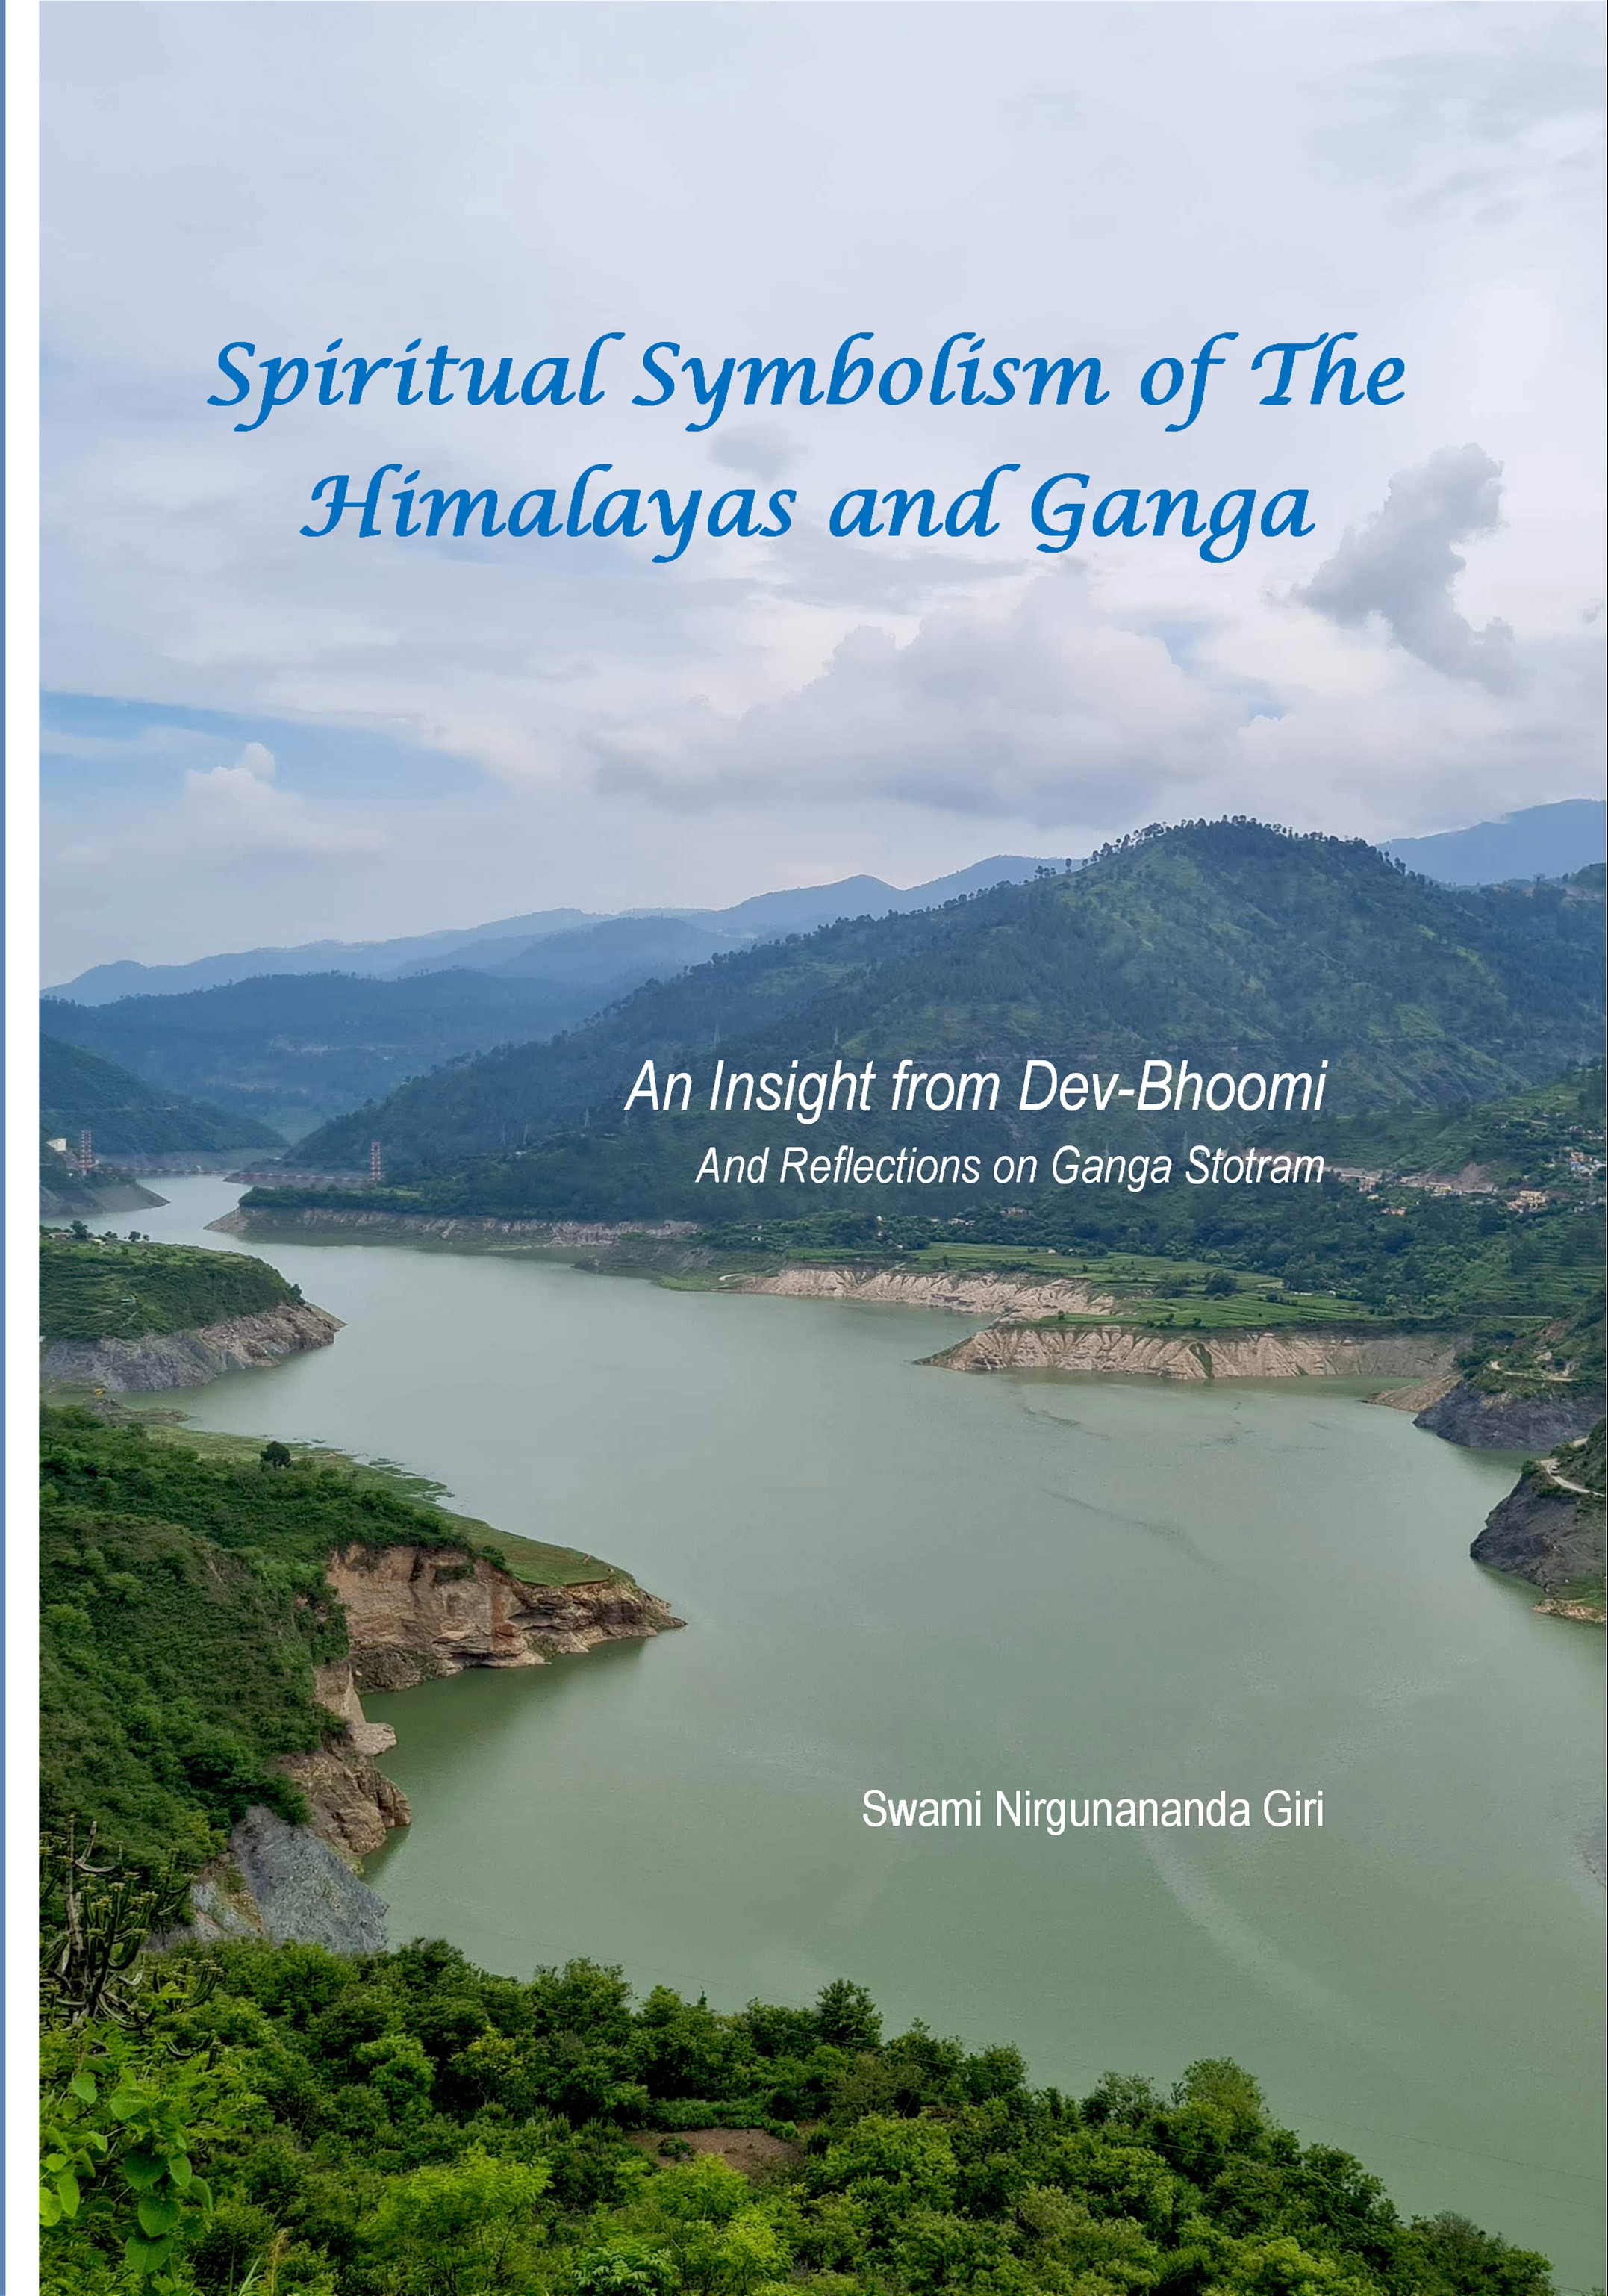 Spiritual Symbolism of The
Himalayas and Ganga
An Insight from Dev-Bhoomi
And Reflections on Ganga Stotram
Swami Nirgunananda Giri